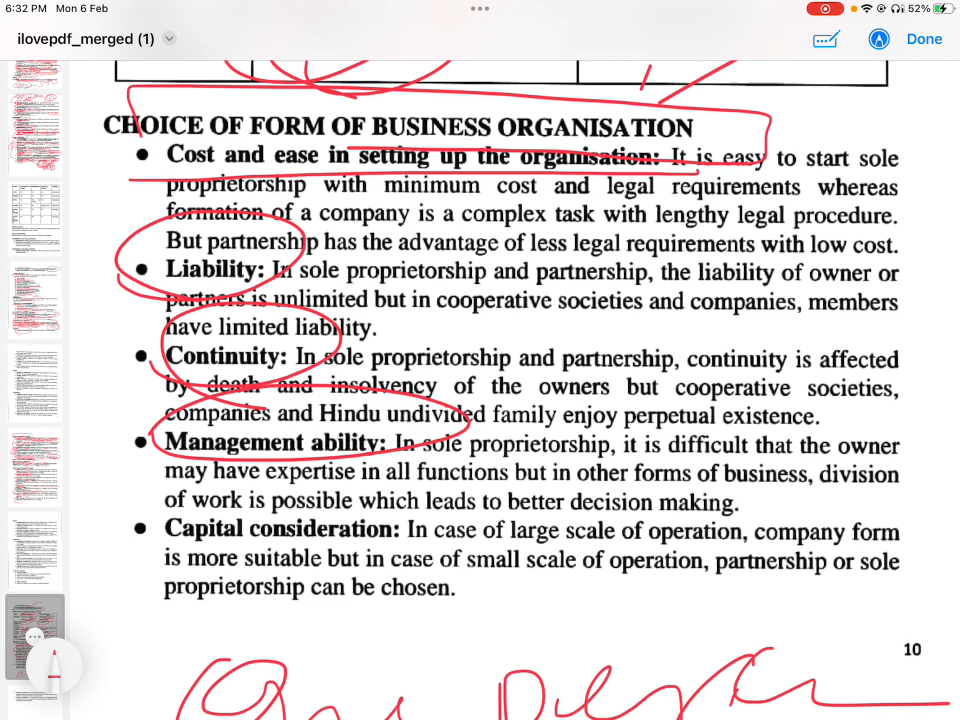 6:32 PM Mon 6 Feb
52%
ilovepdf_merged (1)
Done
CHOICE OF FORM OF BUSINESS ORGANISATION
• Cost and ease in setting up the organisation: It is easy to start sole
proprietorship with minimum cost and legal requirements whereas
formation of a company is a complex task with lengthy legal procedure.
But partnership has the advantage of less legal requirements with low cost.
• Liability: In sole proprietorship and partnership, the liability of owner or
partners is unlimited but in cooperative societies and companies, members
have limited liability.
• Continuity: In sole proprietorship and partnership, continuity is affected
by death and insolvency of the owners but cooperative societies,
companies and Hindu undivided family enjoy perpetual existence.
• Management ability: In sole proprietorship, it is difficult that the owner
may have expertise in all functions but in other forms of business, division
of work is possible which leads to better decision making.
• Capital consideration: In case of large scale of operation, company form
is more suitable but in case of small scale of operation, partnership or sole
proprietorship can be chosen.
10